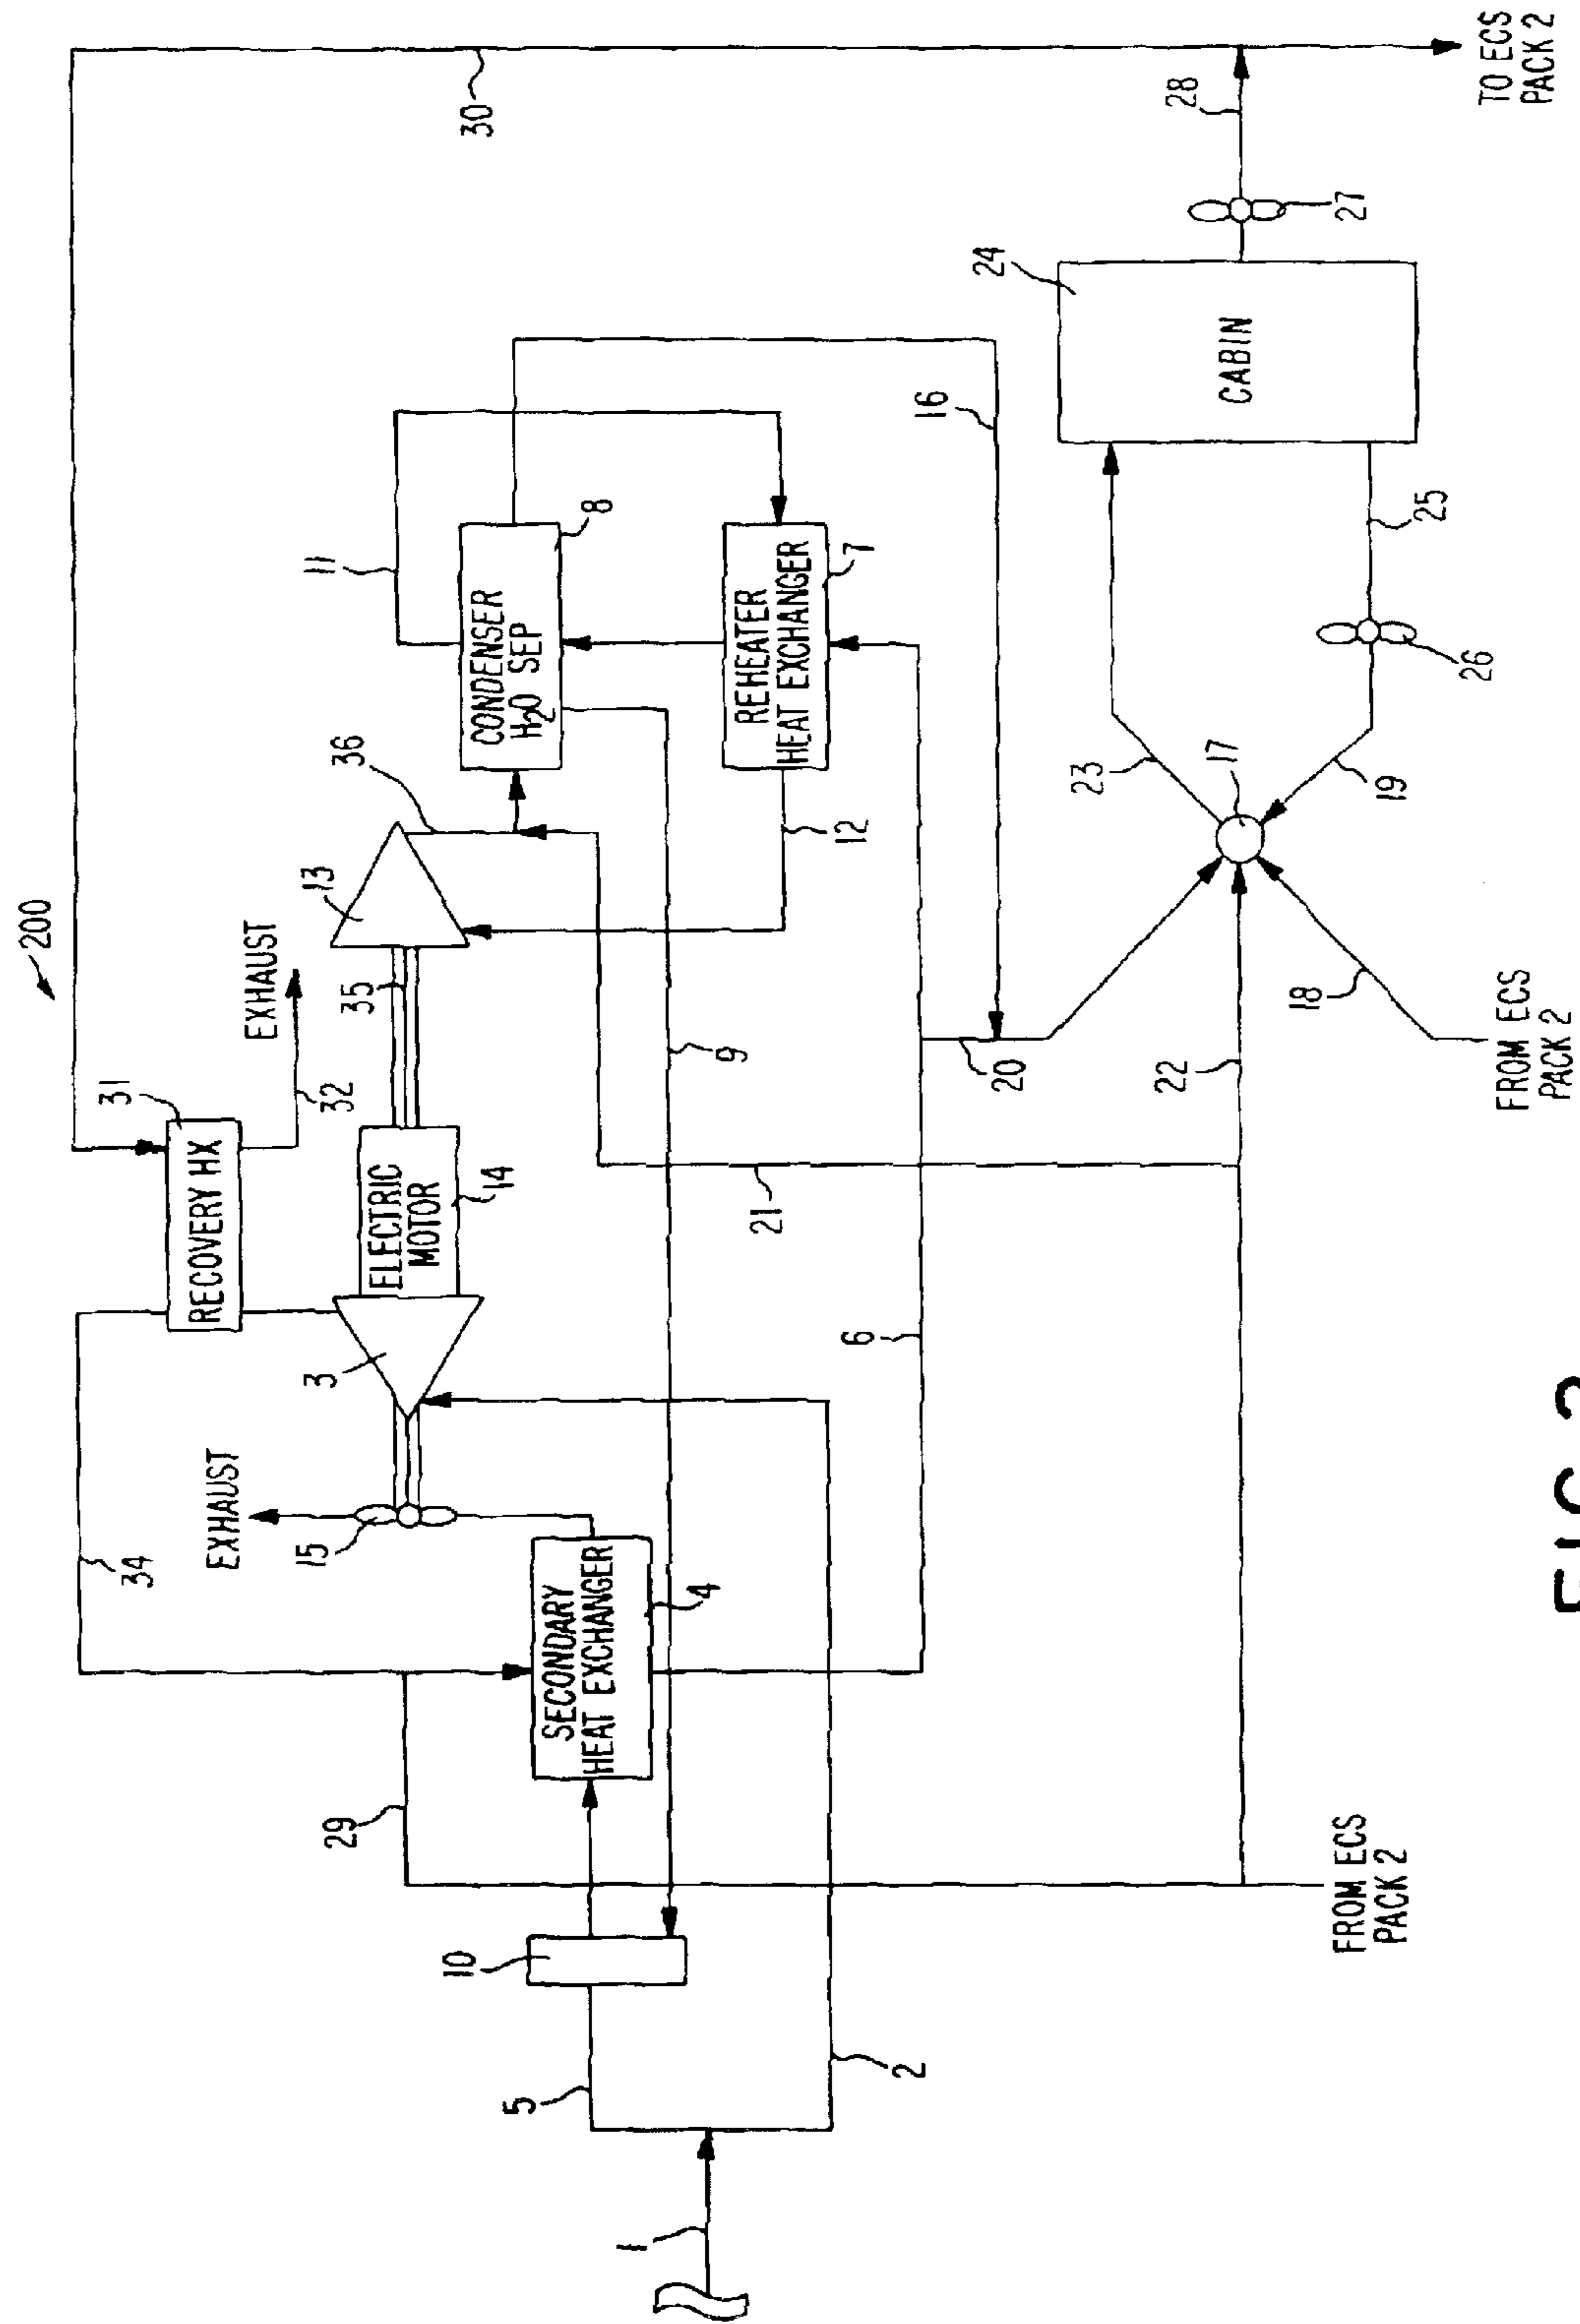 200
30
TO ECS
PACK 2
28
27
24
CABIN
25
26
19
17
23
18
FROM ECS
PACK 2
22
16
20
11
CONDENSER
H2O SEP
8
REHEATER
HEAT EXCHANGER
7
12
36
13
35
EXHAUST
32
31
RECOVERY HX
ELECTRIC
MOTOR
14
9
21
6
3
EXHAUST
15
34
SECONDARY
HEAT EXCHANGER
4
29
FROM ECS
PACK 2
10
5
2
1